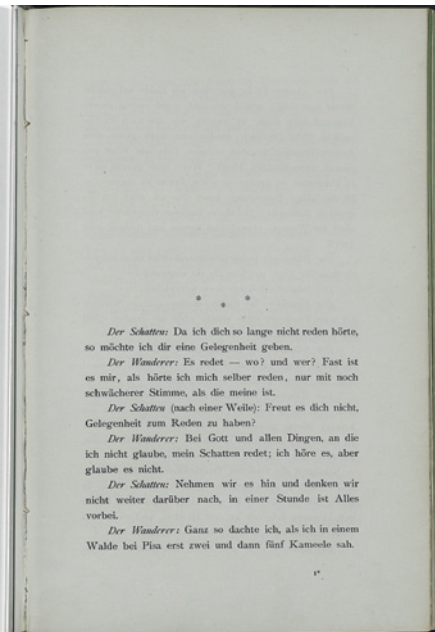 * *
*
Der Schatten: Da ich dich so lange nicht reden hörte,
so möchte ich dir eine Gelegenheit geben.
Der Wanderer: Es redet — wo? und wer? Fast ist
es mir, als hörte ich mich selber reden, nur mit noch
schwächerer Stimme, als die meine ist.
Der Schatten (nach einer Weile): Freut es dich nicht,
Gelegenheit zum Reden zu haben?
Der Wanderer: Bei Gott und allen Dingen, an die
ich nicht glaube, mein Schatten redet; ich höre es, aber
glaube es nicht.
Der Schatten: Nehmen wir es hin und denken wir
nicht weiter darüber nach, in einer Stunde ist Alles
vorbei.
Der Wanderer: Ganz so dachte ich, als ich in einem
Walde bei Pisa erst zwei und dann fünf Kameele sah.
1*